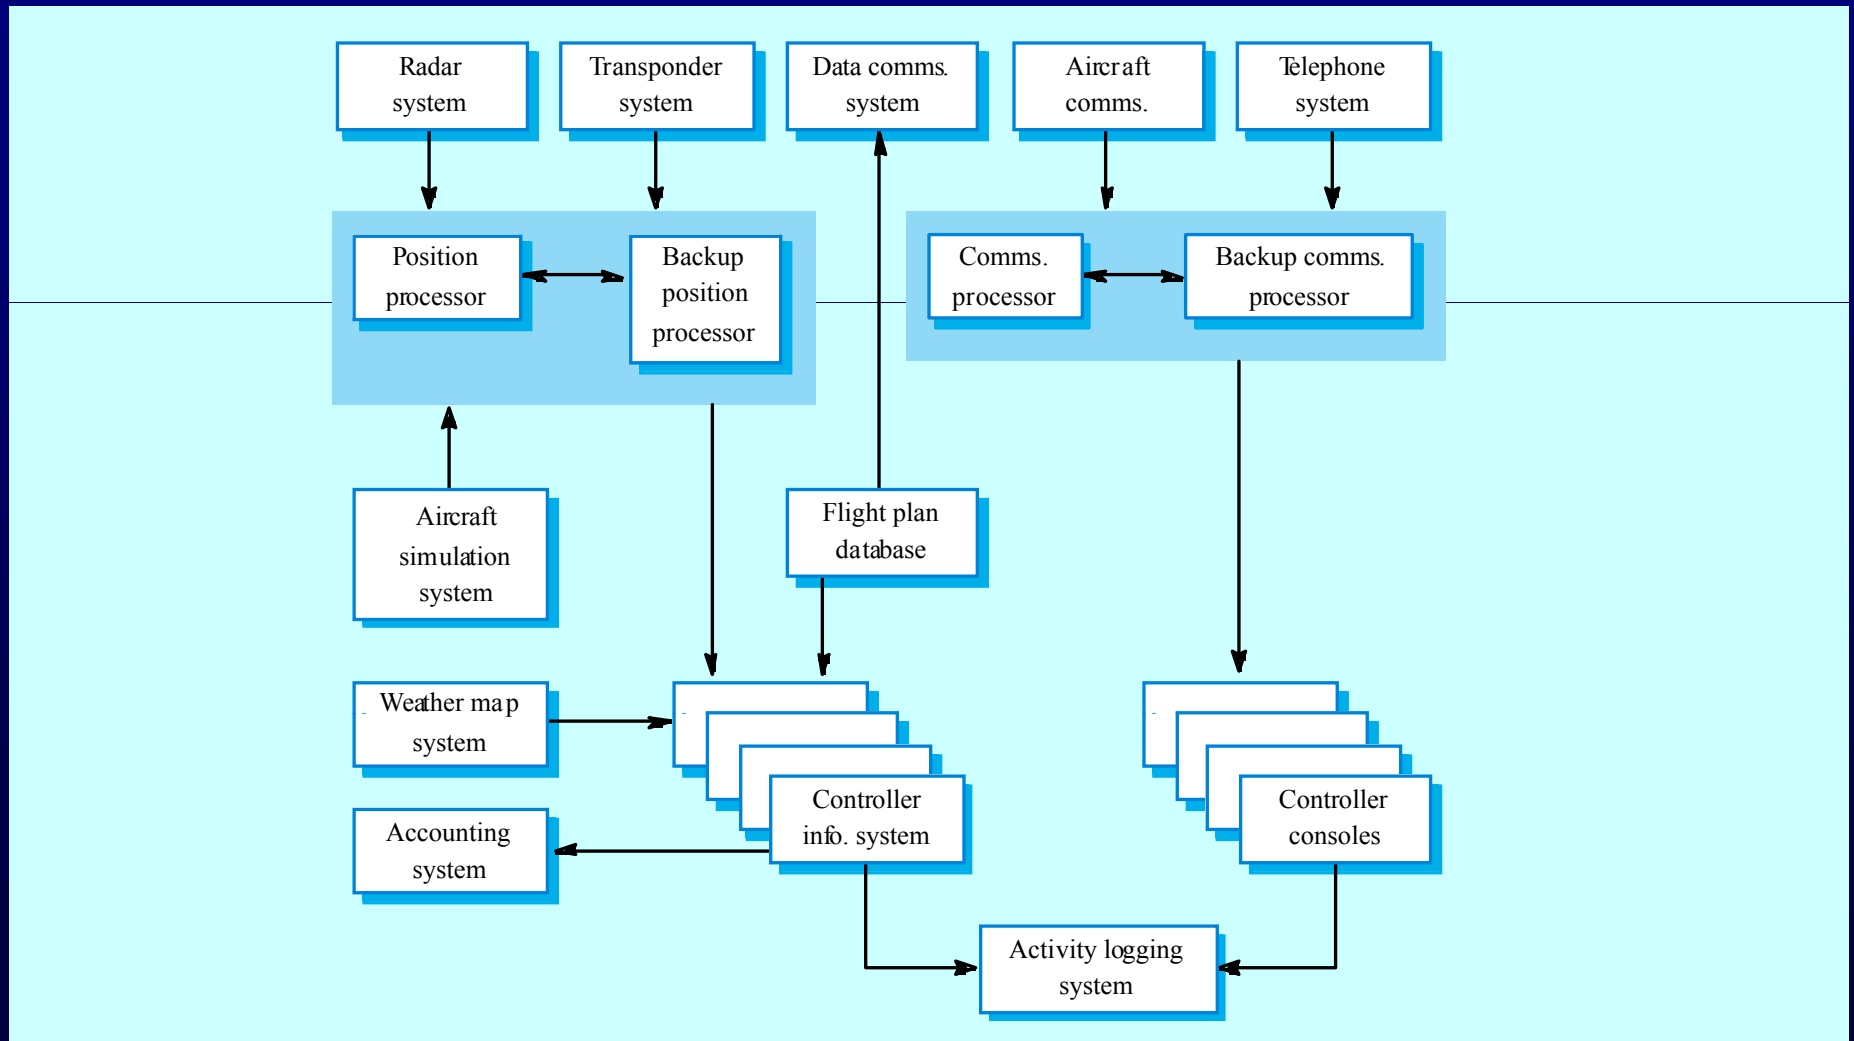 Radar
system
Transponder
system
Data comms.
system
Aircraft
comms.
Telephone
system
Position
processor
Backup
position
processor
Comms.
processor
Backup comms.
processor
Aircraft
simulation
system
Flight plan
database
Weather map
system
Accounting
system
Controller
info. system
Controller
consoles
Activity logging
system